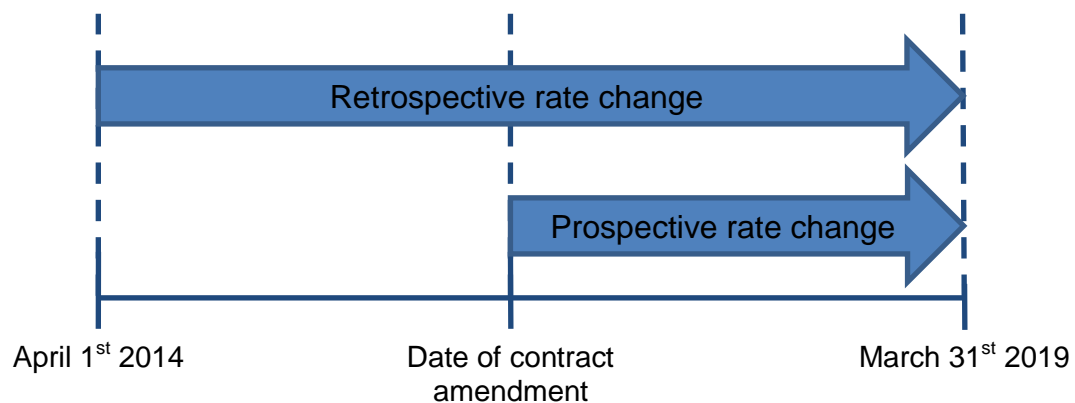 Retrospective rate change
Prospective rate change
April 1st 2014
Date of contract
amendment
March 31st 2019